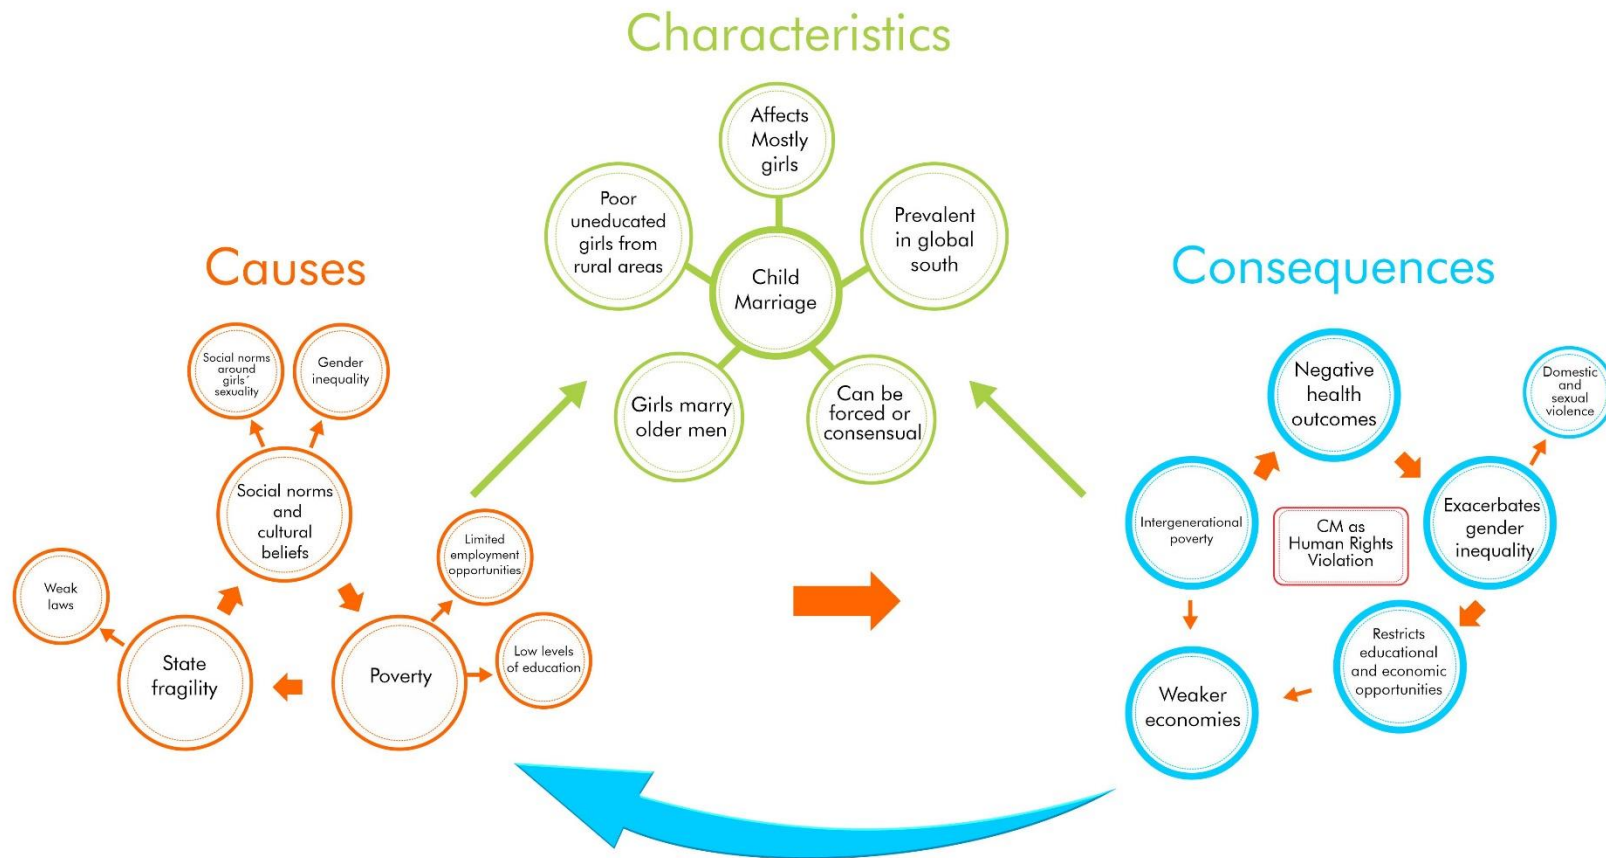 Characteristics
Affects
Mostly
girls
Poor
uneducated
girls from
rural areas
Prevalent
in global
south
Child
Marriage
Girls marry
older men
Can be
forced or
consensual
Causes
Social norms
around
girls´
sexuality
Gender
inequality
Social norms
and
cultural
beliefs
Limited
employment
opportunities
Weak
laws
State
fragility
Poverty
Low levels
of education
Consequences
Negative
health
outcomes
Domestic
and
sexual
violence
Intergenerational
poverty
CM as
Human Rights
Violation
Exacerbates
gender
inequality
Restricts
educational
and economic
opportunities
Weaker
economies